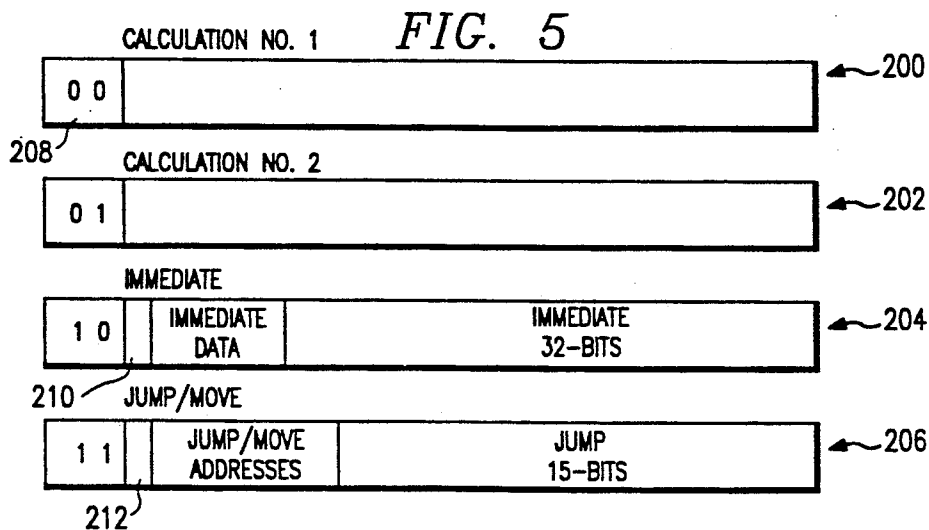 FIG. 5
CALCULATION NO. 1
0 0
200
208
CALCULATION NO. 2
0 1
202
IMMEDIATE
1 0
IMMEDIATE
DATA
IMMEDIATE
32-BITS
204
210
JUMP/MOVE
1 1
JUMP/MOVE
ADDRESSES
JUMP
15-BITS
206
212